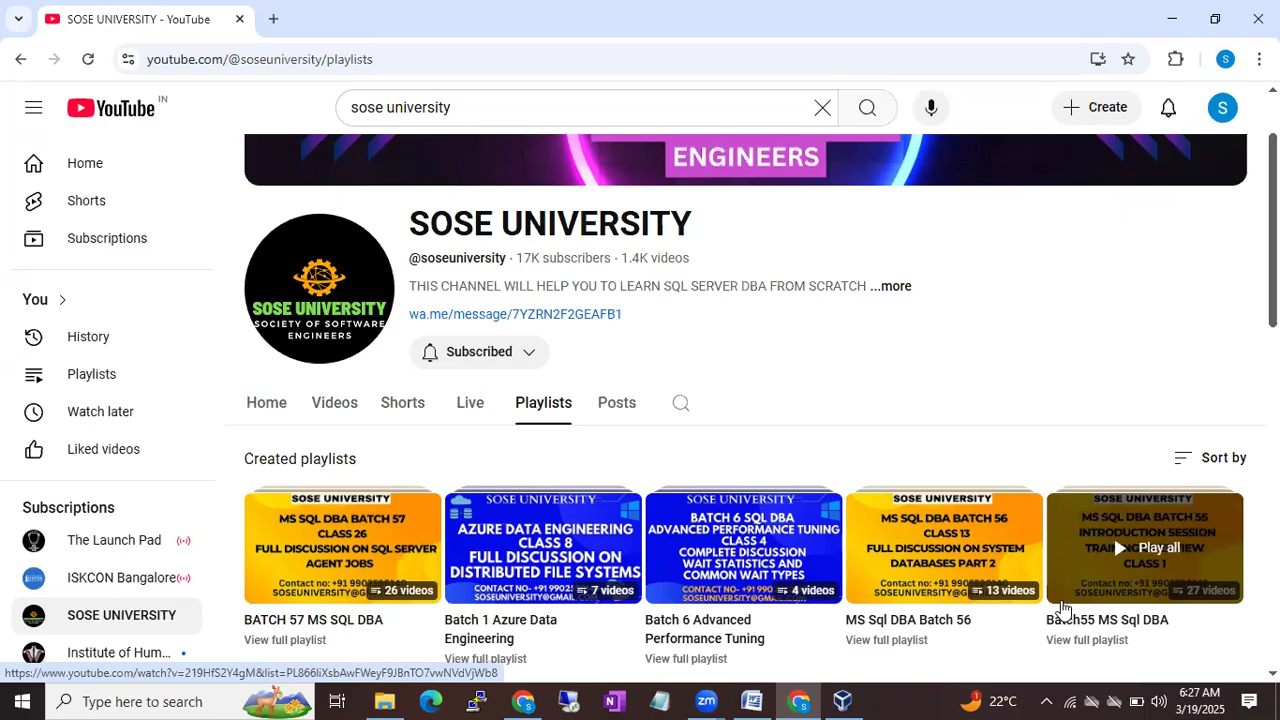 SOSE UNIVERSITY - YouTube
youtube.com/@soseuniversity/playlists
S
YouTube IN
sose university
Create
S
Home
Shorts
Subscriptions
You
History
Playlists
Watch later
Liked videos
Subscriptions
The Launch Pad
ISKCON Bangalore
SOSE UNIVERSITY
Institute of Hum...
ENGINEERS
SOSE UNIVERSITY
SOCIETY OF SOFTWARE
ENGINEERS
SOSE UNIVERSITY
@soseuniversity · 17K subscribers · 1.4K videos
THIS CHANNEL WILL HELP YOU TO LEARN SQL SERVER DBA FROM SCRATCH ...more
wa.me/message/7YZRN2F2GEAFB1
Subscribed
Home Videos Shorts Live Playlists Posts
Created playlists
Sort by
SOSE UNIVERSITY
MS SQL DBA BATCH 57
CLASS 26
FULL DISCUSSION ON SQL SERVER
AGENT JOBS
26 videos
BATCH 57 MS SQL DBA
View full playlist
SOSE UNIVERSITY
AZURE DATA ENGINEERING
CLASS 8
FULL DISCUSSION ON
DISTRIBUTED FILE SYSTEMS
7 videos
Batch 1 Azure Data
Engineering
View full playlist
SOSE UNIVERSITY
BATCH 6 SQL DBA
ADVANCED PERFORMANCE TUNING
CLASS 4
COMPLETE DISCUSSION
WAIT STATISTICS AND
COMMON WAIT TYPES
4 videos
Batch 6 Advanced
Performance Tuning
View full playlist
SOSE UNIVERSITY
MS SQL DBA BATCH 56
CLASS 13
FULL DISCUSSION ON SYSTEM
DATABASES PART 2
13 videos
MS Sql DBA Batch 56
View full playlist
SOSE UNIVERSITY
MS SQL DBA BATCH 55
INTRODUCTION SESSION
CLASS 1
Play all
27 videos
Batch55 MS Sql DBA
View full playlist
https://www.youtube.com/watch?v=219HfS2Y4gM&list=PL866liXsbAwFWeyF9JBnTO7vwNVdVjWb8
Type here to search
1
22°C
6:27 AM
3/19/2025